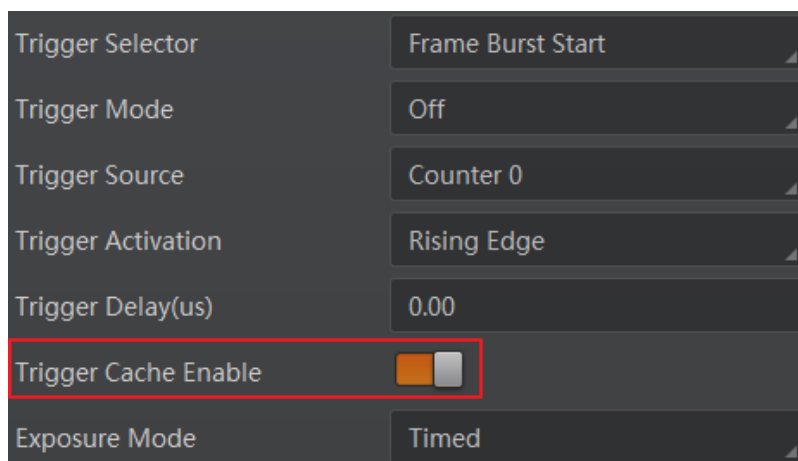 Trigger Selector Frame Burst Start
Trigger Mode Off
Trigger Source Counter 0
Trigger Activation Rising Edge
Trigger Delay(us) 0.00
Trigger Cache Enable
Exposure Mode Timed